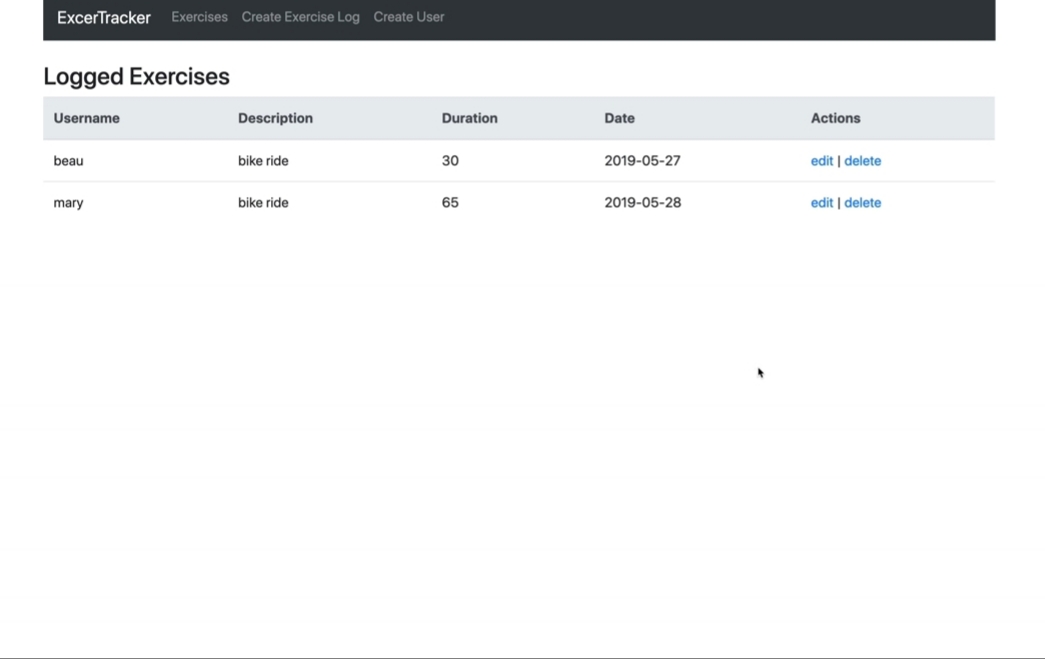 ExcerTracker Exercises Create Exercise Log Create User
Logged Exercises
Username Description Duration Date Actions
beau bike ride 30 2019-05-27 edit | delete
mary bike ride 65 2019-05-28 edit | delete